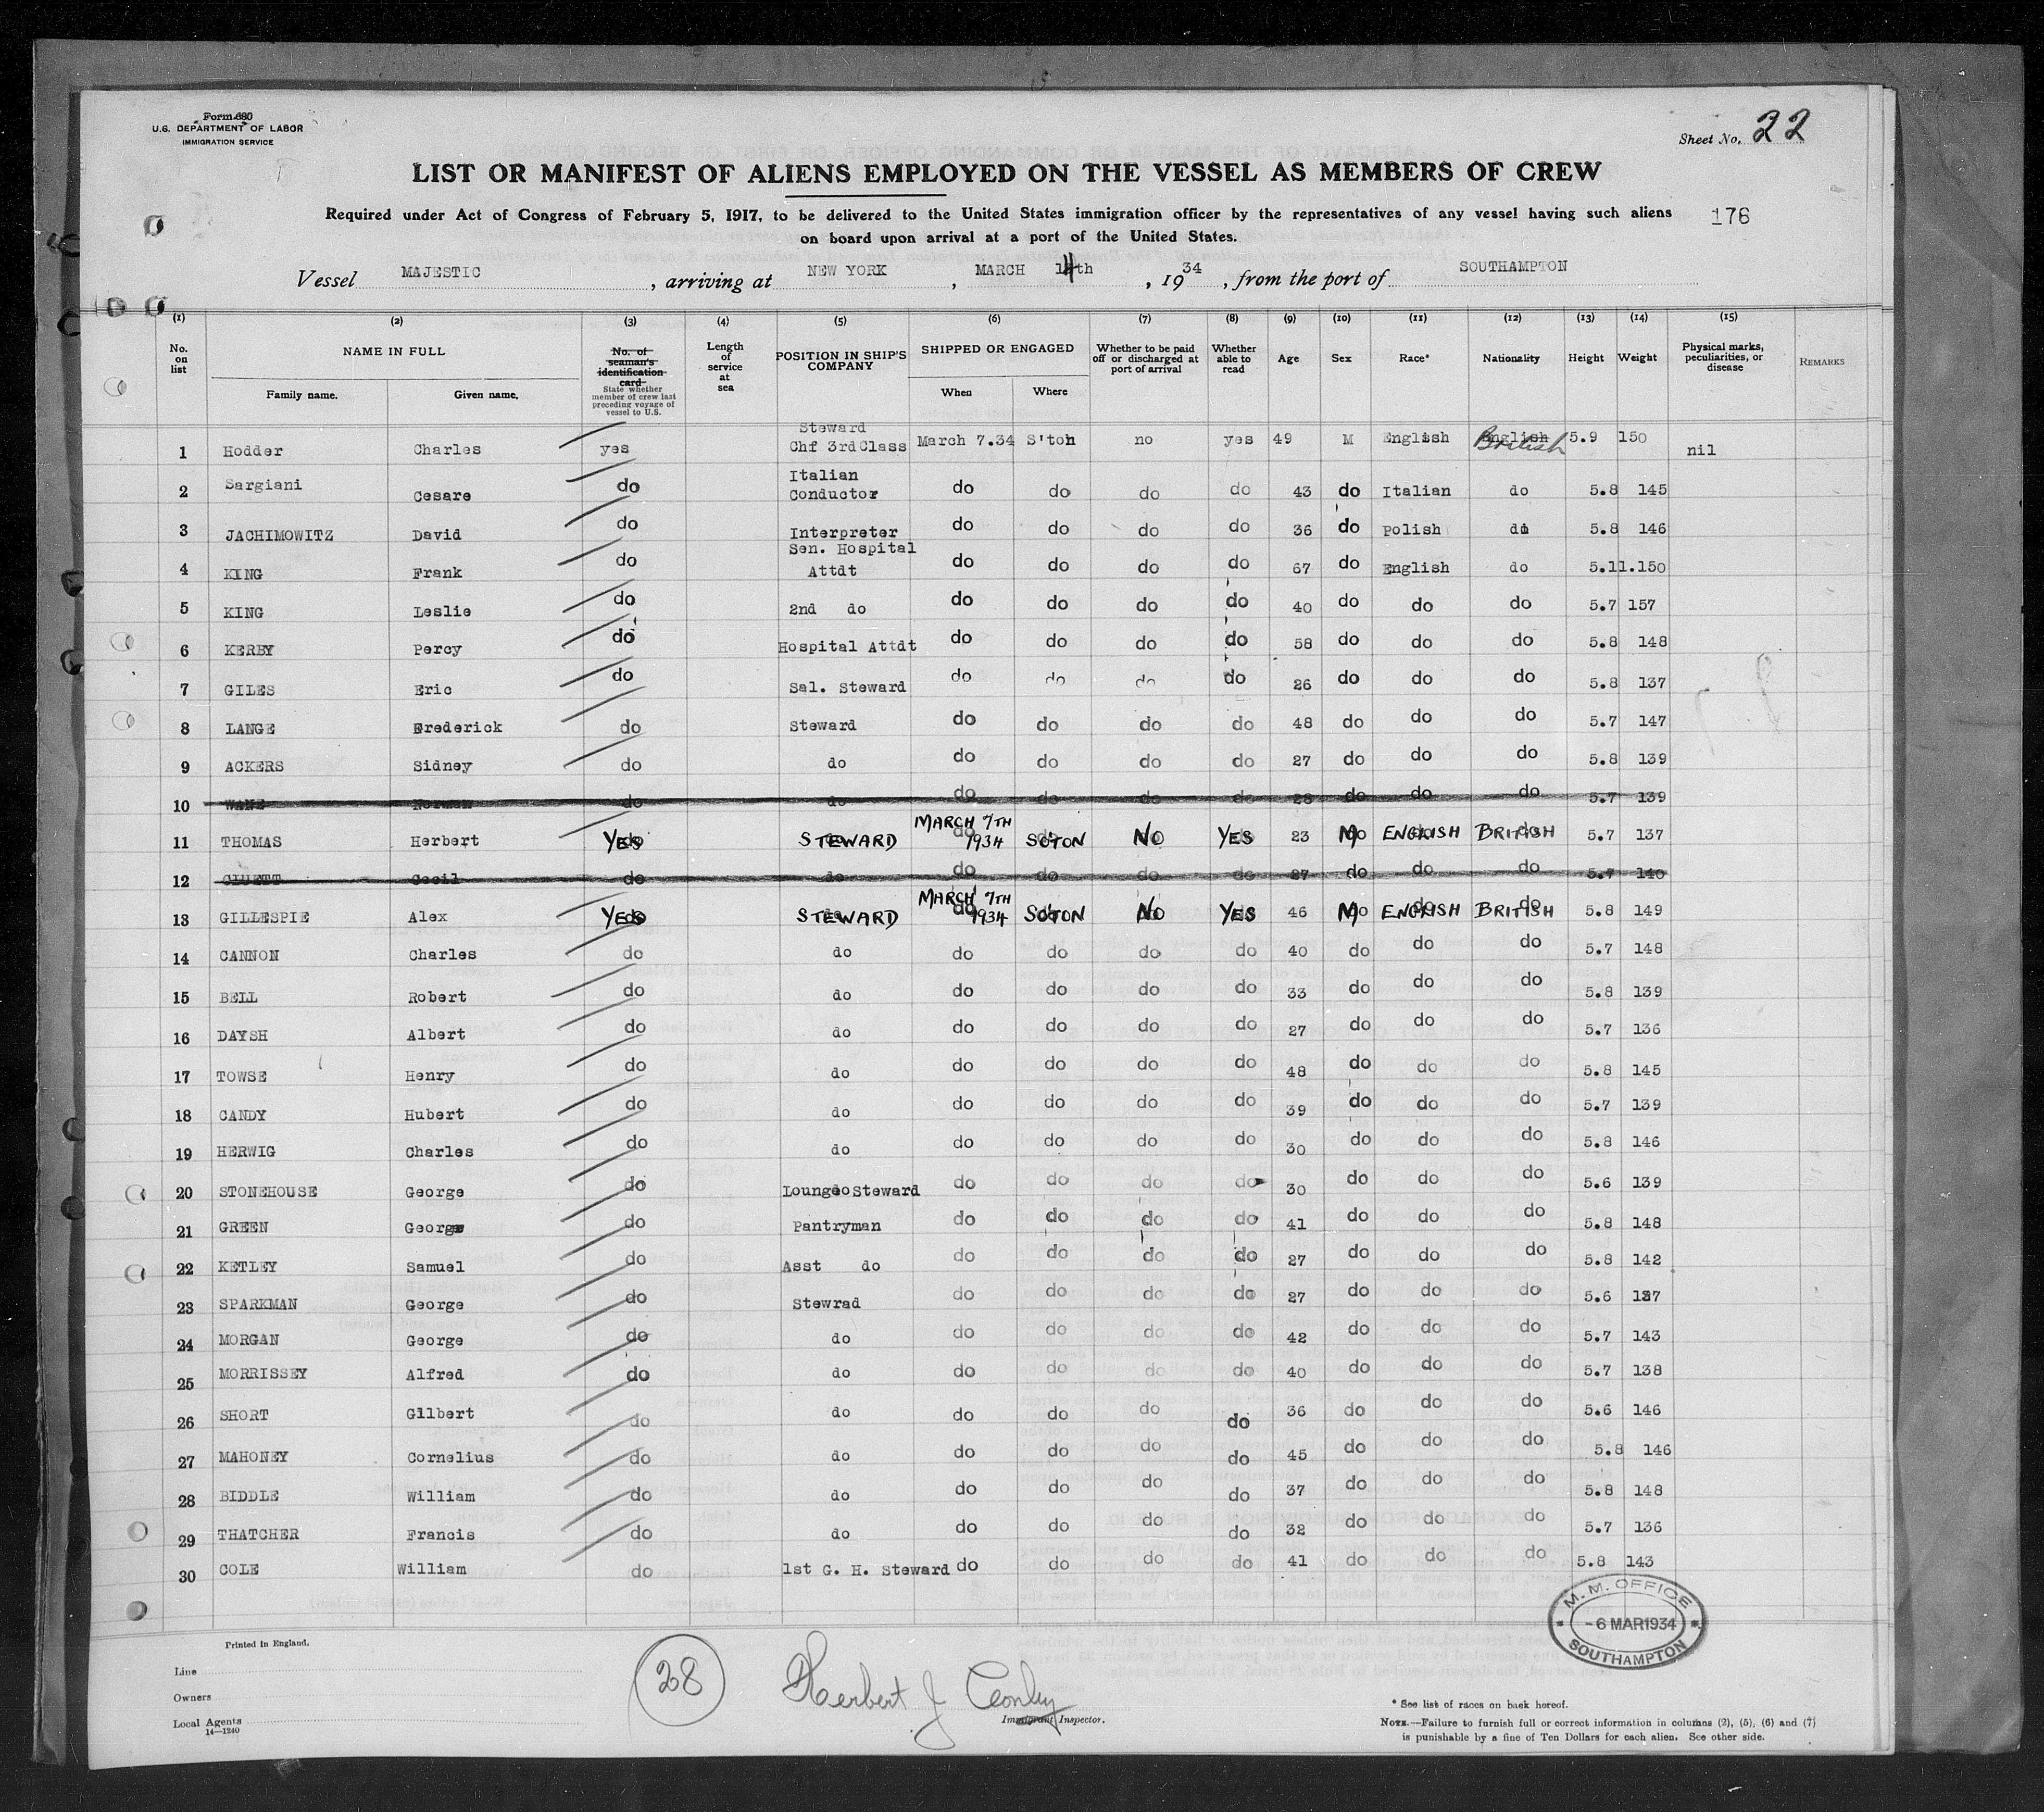 Form 680
U.S. DEPARTMENT OF LABOR
IMMIGRATION SERVICE
Sheet No. 22
LIST OR MANIFEST OF ALIENS EMPLOYED ON THE VESSEL AS MEMBERS OF CREW
Required under Act of Congress of February 5, 1917, to be delivered to the United States immigration officer by the representatives of any vessel having such aliens
on board upon arrival at a port of the United States.
176
Vessel MAJESTIC, arriving at NEW YORK, MARCH 14th, 1934, from the port of SOUTHAMPTON
(1) (2) (3) (4) (5) (6) (7) (8) (9) (10) (11) (12) (13) (14) (15)
No. on list
NAME IN FULL
Family name. Given name.
No. of seaman's identification card
State whether member of crew last preceding voyage of vessel to U.S.
Length of service at sea
POSITION IN SHIP'S COMPANY
SHIPPED OR ENGAGED
When Where
Whether to be paid off or discharged at port of arrival
Whether able to read
Age Sex Race* Nationality Height Weight
Physical marks, peculiarities, or disease
REMARKS
1 Hodder Charles yes Steward Chf 3rdClass March 7.34 S'ton no yes 49 M English English British 5.9 150 nil
2 Sargiani Cesare do Italian Conductor do do do do 43 do Italian do 5.8 145
3 JACHIMOWITZ David do Interpreter do do do do 36 do Polish do 5.8 146
4 KING Frank do Sen. Hospital Attdt do do do do 67 do English do 5.11.150
5 KING Leslie do 2nd do do do do do 40 do do do 5.7 157
6 KERBY Percy do Hospital Attdt do do do do 58 do do do 5.8 148
7 GILES Eric do Sal. Steward do do do do 26 do do do 5.8 137
8 LANGE Frederick do Steward do do do do 48 do do do 5.7 147
9 ACKERS Sidney do do do do do do 27 do do do 5.8 139
10 WANE Norman do do do do do do 28 do do do 5.7 139
11 THOMAS Herbert YES STEWARD MARCH 7TH 1934 SOTON NO YES 23 M ENGLISH BRITISH 5.7 137
12 CLUETT Cecil do do do do do do 27 do do do 5.7 140
13 GILLESPIE Alex YES STEWARD MARCH 7TH 1934 SOTON NO YES 46 M ENGLISH BRITISH 5.8 149
14 CANNON Charles do do do do do do 40 do do do 5.7 148
15 BELL Robert do do do do do do 33 do do do 5.8 139
16 DAYSH Albert do do do do do do 27 do do do 5.7 136
17 TOWSE Henry do do do do do do 48 do do do 5.8 145
18 CANDY Hubert do do do do do do 39 do do do 5.7 139
19 HERWIG Charles do do do do do do 30 do do do 5.8 146
20 STONEHOUSE George do Lounge Steward do do do do 30 do do do 5.6 139
21 GREEN George do Pantryman do do do do 41 do do do 5.8 148
22 KETLEY Samuel do Asst do do do do do 27 do do do 5.8 142
23 SPARKMAN George do Stewrad do do do do 27 do do do 5.6 137
24 MORGAN George do do do do do do 42 do do do 5.7 143
25 MORRISSEY Alfred do do do do do do 40 do do do 5.7 138
26 SHORT Gilbert do do do do do do 36 do do do 5.6 146
27 MAHONEY Cornelius do do do do do do 45 do do do 5.8 146
28 BIDDLE William do do do do do do 37 do do do 5.8 148
29 THATCHER Francis do do do do do do 32 do do do 5.7 136
30 COLE William do 1st G. H. Steward do do do do 41 do do do 5.8 143
M. M. OFFICE
-6 MAR1934
SOUTHAMPTON
Printed in England.
Line
Owners
Local Agents
14—1240
28
Herbert J
Immigrant Inspector.
* See list of races on back hereof.
NOTE.—Failure to furnish full or correct information in columns (2), (5), (6) and (7)
is punishable by a fine of Ten Dollars for each alien. See other side.